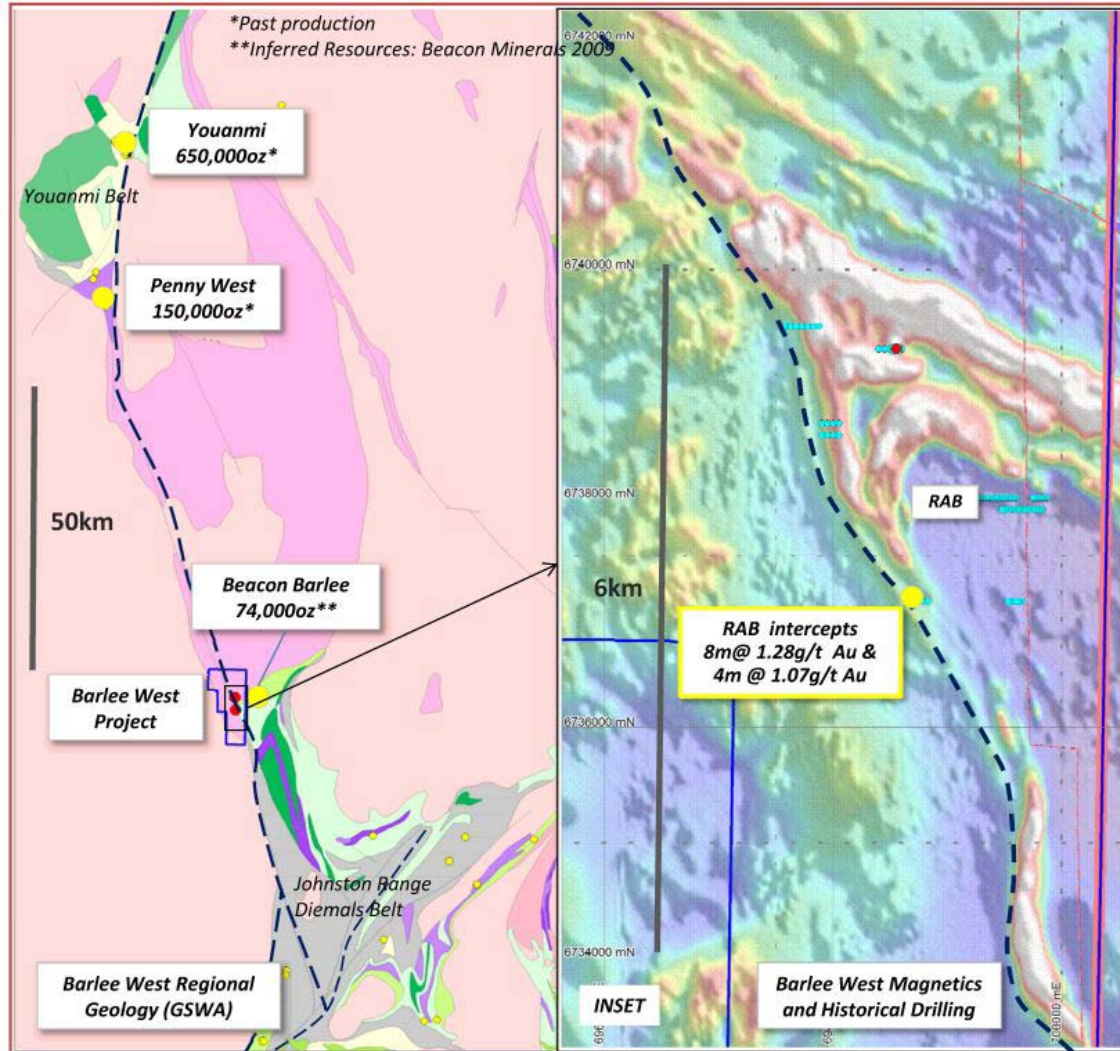 *Past production
**Inferred Resources: Beacon Minerals 2009
Youanmi
650,000oz*
Youanmi Belt
Penny West
150,000oz*
50km
Beacon Barlee
74,000oz**
Barlee West
Project
Johnston Range
Diemals Belt
Barlee West Regional
Geology (GSWA)
6742000 mN
6740000 mN
6738000 mN
RAB
6km
RAB intercepts
8m@ 1.28g/t Au &
4m @ 1.07g/t Au
6736000 mN
6734000 mN
INSET
Barlee West Magnetics
and Historical Drilling
700000 mE